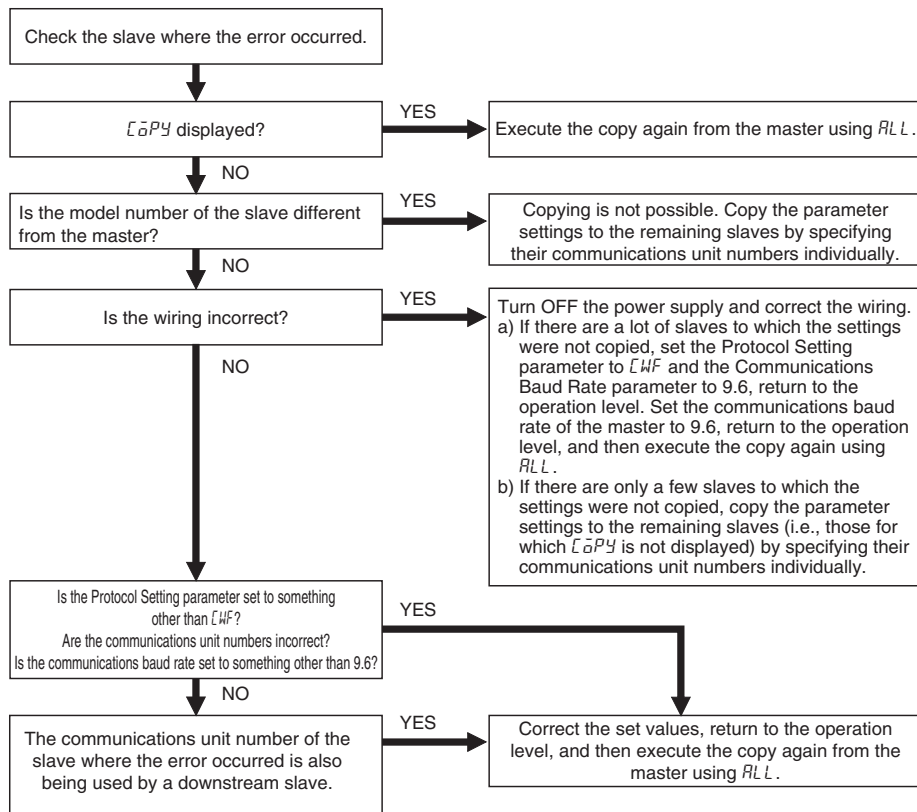 Check the slave where the error occurred.
CoPY displayed?
YES
Execute the copy again from the master using ALL.
NO
Is the model number of the slave different
from the master?
YES
Copying is not possible. Copy the parameter
settings to the remaining slaves by specifying
their communications unit numbers individually.
NO
Is the wiring incorrect?
YES
Turn OFF the power supply and correct the wiring.
a) If there are a lot of slaves to which the settings
were not copied, set the Protocol Setting
parameter to CWF and the Communications
Baud Rate parameter to 9.6, return to the
operation level. Set the communications baud
rate of the master to 9.6, return to the operation
level, and then execute the copy again using
ALL.
b) If there are only a few slaves to which the
settings were not copied, copy the parameter
settings to the remaining slaves (i.e., those for
which CoPY is not displayed) by specifying their
communications unit numbers individually.
NO
Is the Protocol Setting parameter set to something
other than CWF?
Are the communications unit numbers incorrect?
Is the communications baud rate set to something other than 9.6?
YES
NO
The communications unit number of the
slave where the error occurred is also
being used by a downstream slave.
YES
Correct the set values, return to the operation
level, and then execute the copy again from the
master using ALL.